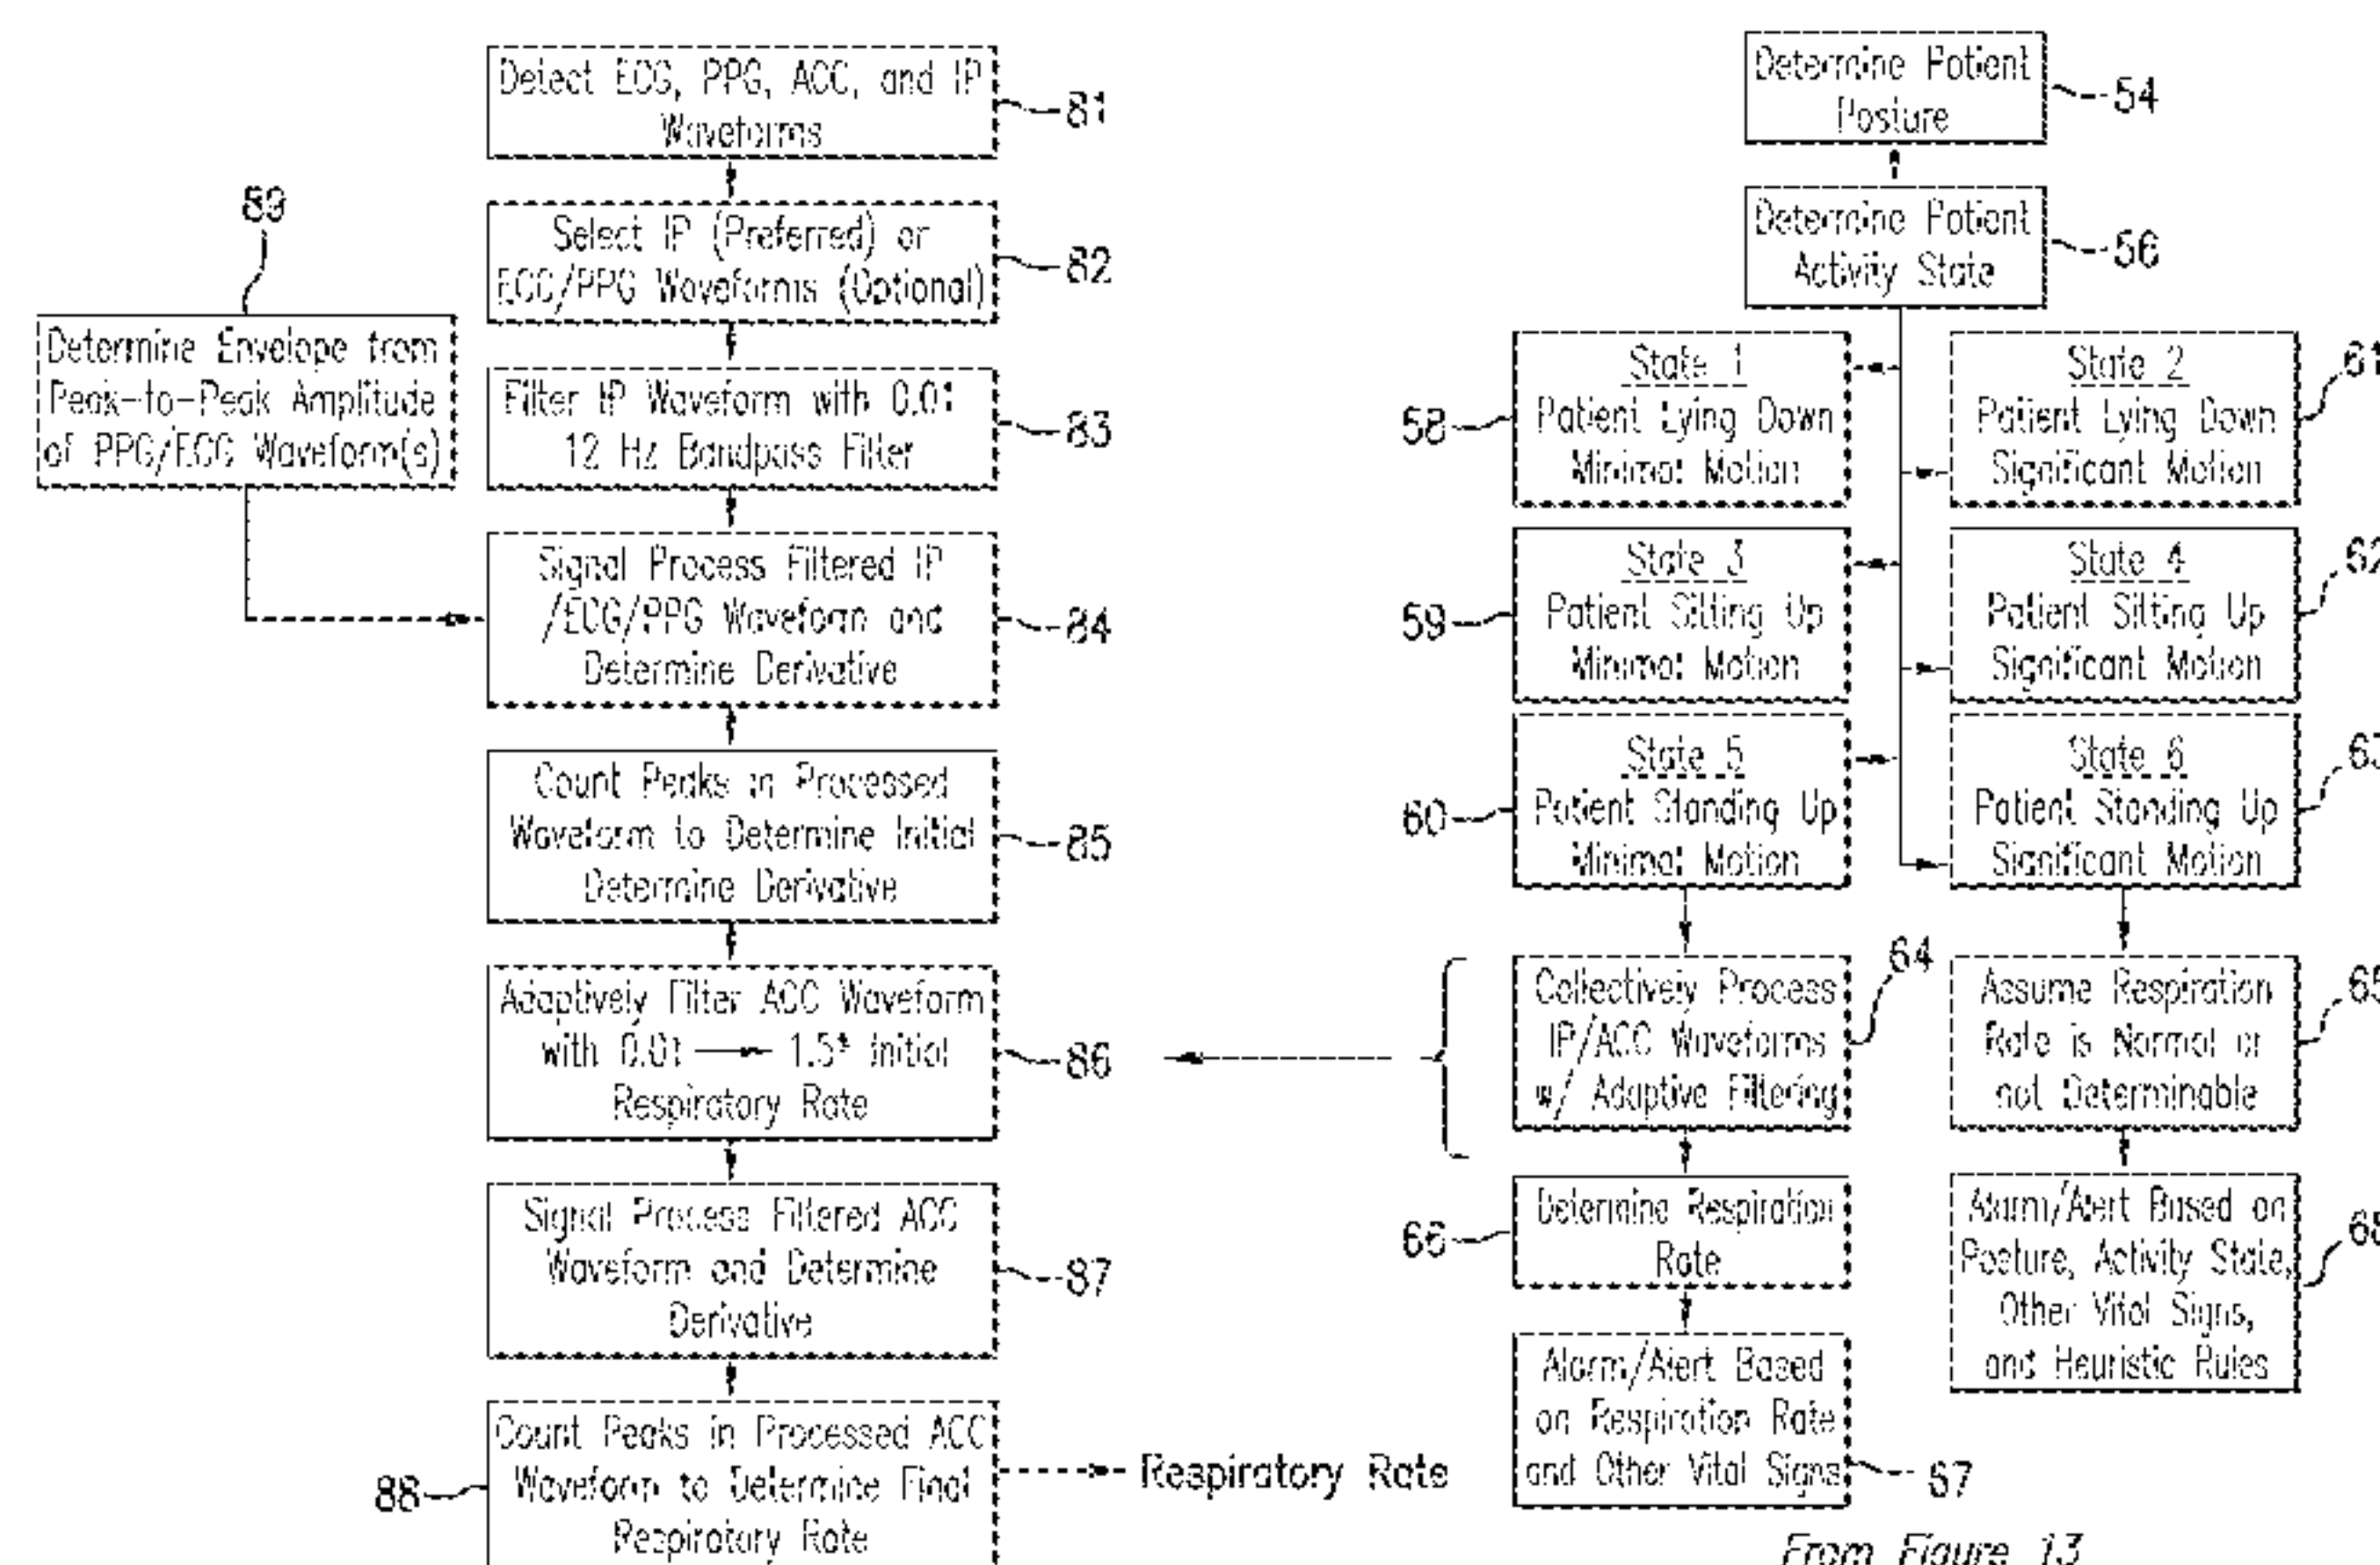 Detect ECG, PPG, ACC, and IP
Waveforms
81
Select IP (Preferred) or
ECG/PPG Waveforms (Optional)
82
89
Determine Envelope from
Peak-to-Peak Amplitude
of PPG/ECG Waveform(s)
Filter IP Waveform with 0.01
12 Hz Bandpass Filter
83
Signal Process Filtered IP
/ECG/PPG Waveform and
Determine Derivative
84
Count Peaks in Processed
Waveform to Determine Initial
Determine Derivative
85
Adaptively Filter ACC Waveform
with 0.01 → 1.5* Initial
Respiratory Rate
86
Signal Process Filtered ACC
Waveform and Determine
Derivative
87
Count Peaks in Processed ACC
Waveform to Determine Final
Respiratory Rate
88
Respiratory Rate
Determine Patient
Posture
54
Determine Patient
Activity State
56
State 1
Patient Lying Down
Minimal Motion
58
State 2
Patient Lying Down
Significant Motion
61
State 3
Patient Sitting Up
Minimal Motion
59
State 4
Patient Sitting Up
Significant Motion
62
State 5
Patient Standing Up
Minimal Motion
60
State 6
Patient Standing Up
Significant Motion
63
Collectively Process
IP/ACC Waveforms
w/ Adaptive Filtering
64
Assume Respiration
Rate is Normal or
not Determinable
65
Determine Respiration
Rate
66
Alarm/Alert Based on
Posture, Activity State,
Other Vital Signs,
and Heuristic Rules
68
Alarm/Alert Based
on Respiration Rate
and Other Vital Signs
67
From Figure 13